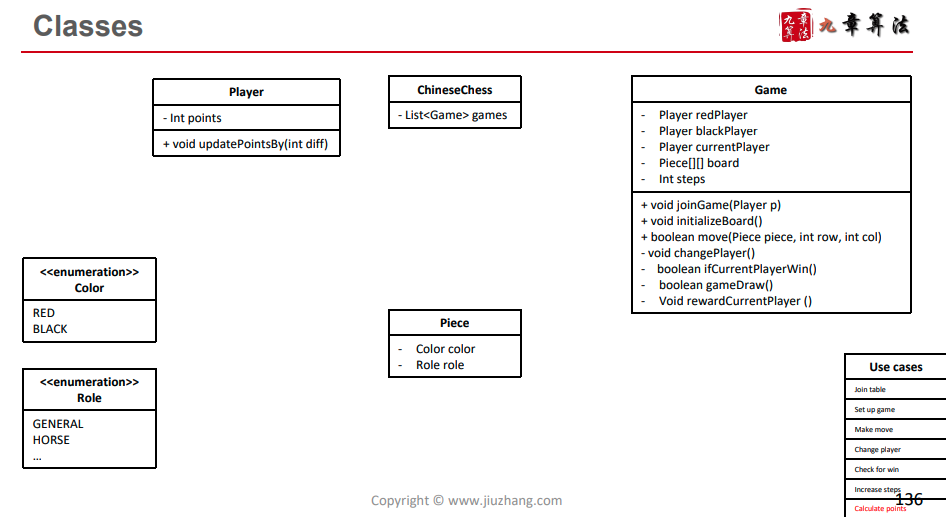 Classes
九章算法
九章算法
Player
- Int points
+ void updatePointsBy(int diff)
ChineseChess
- List<Game> games
Game
- Player redPlayer
- Player blackPlayer
- Player currentPlayer
- Piece[][] board
- Int steps
+ void joinGame(Player p)
+ void initializeBoard()
+ boolean move(Piece piece, int row, int col)
- void changePlayer()
- boolean ifCurrentPlayerWin()
- boolean gameDraw()
- Void rewardCurrentPlayer ()
<<enumeration>>
Color
RED
BLACK
Piece
- Color color
- Role role
<<enumeration>>
Role
GENERAL
HORSE
...
Use cases
Join table
Set up game
Make move
Change player
Check for win
Increase steps
Calculate points
Copyright © www.jiuzhang.com
136